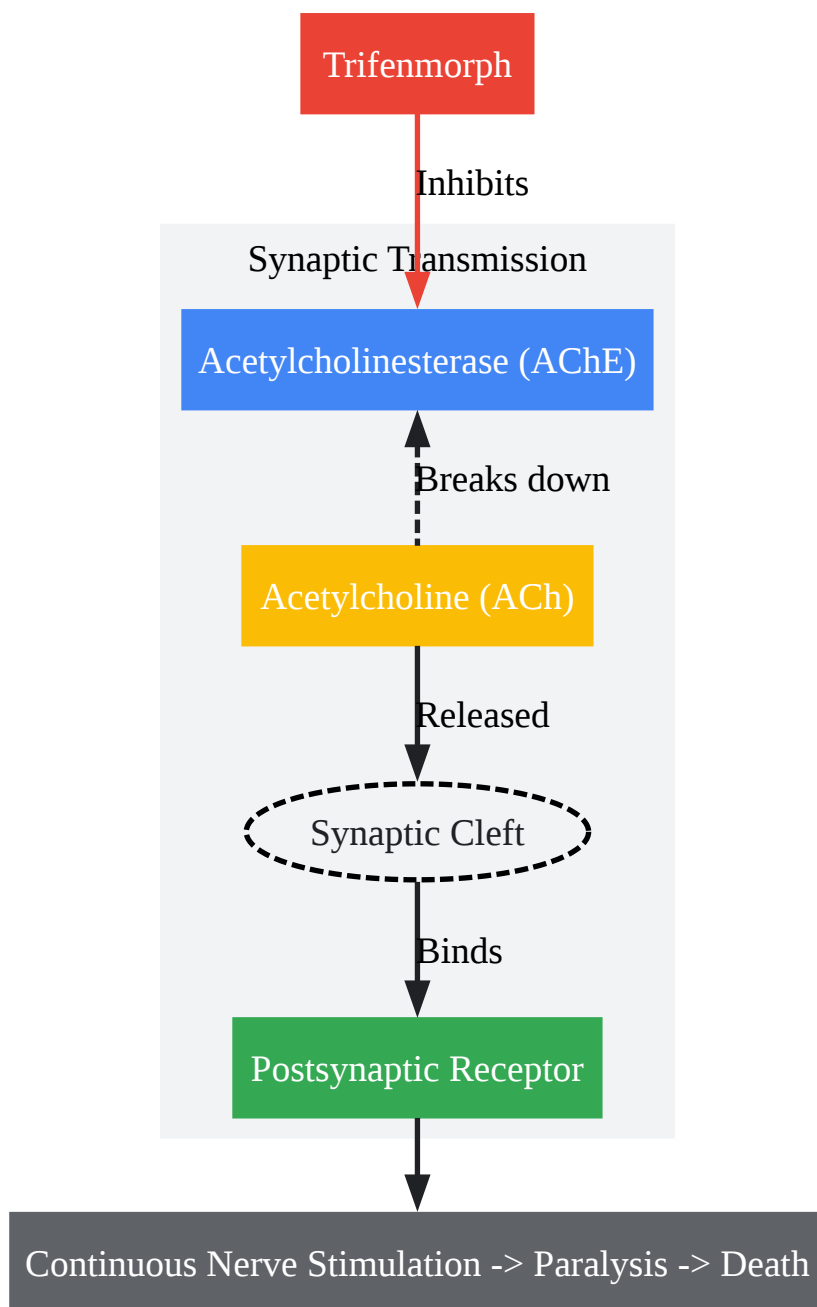 Trifenmorph
Inhibits
Synaptic Transmission
Acetylcholinesterase (AChE)
Breaks down
Acetylcholine (ACh)
Released
Synaptic Cleft
Binds
Postsynaptic Receptor
Continuous Nerve Stimulation -> Paralysis -> Death